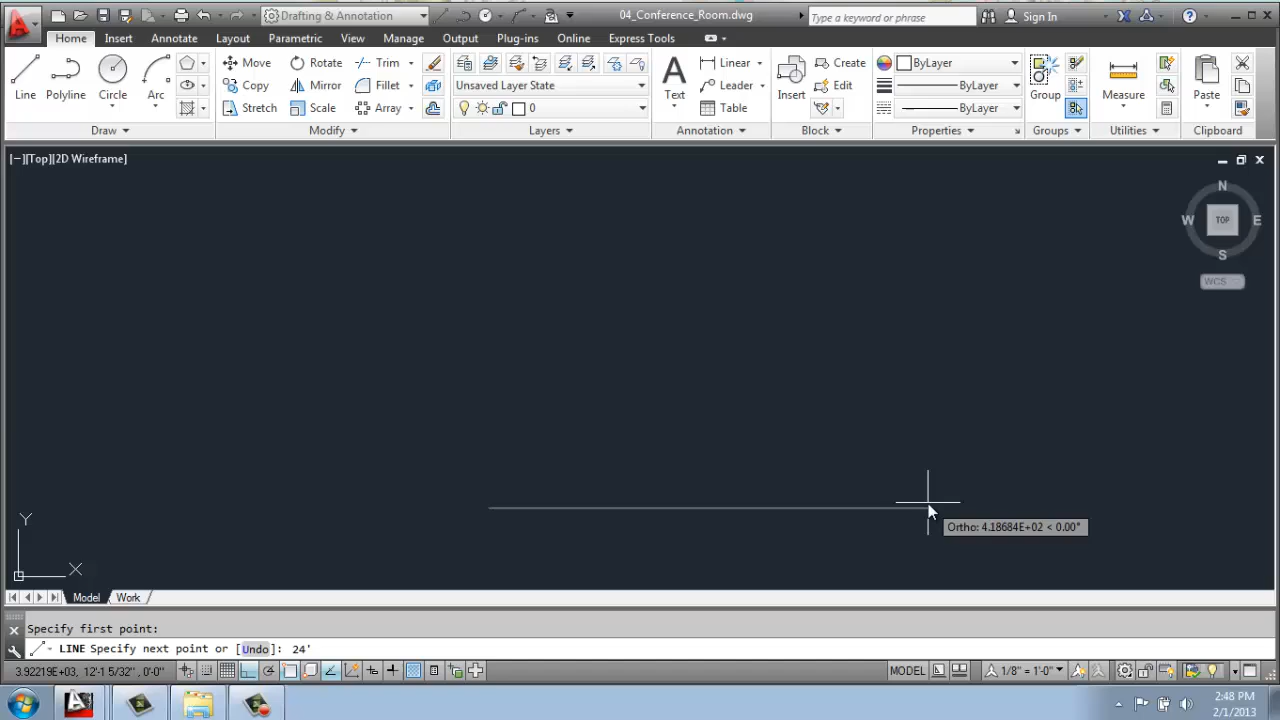 Drafting & Annotation
04_Conference_Room.dwg
Type a keyword or phrase
Sign In
Home Insert Annotate Layout Parametric View Manage Output Plug-ins Online Express Tools
Line Polyline Circle Arc
Move Rotate Trim
Copy Mirror Fillet
Stretch Scale Array
Unsaved Layer State
0
Text
Linear
Leader
Table
Insert
Create
Edit
ByLayer
ByLayer
ByLayer
Group
Measure
Paste
Draw Modify Layers Annotation Block Properties Groups Utilities Clipboard
[−][Top][2D Wireframe]
N
W TOP E
S
WCS
Y
X
Ortho: 4.18684E+02 < 0.00°
Model Work
Specify first point:
LINE Specify next point or [Undo]: 24'
3.92219E+03, 12'-1 5/32", 0'-0"
MODEL
1/8" = 1'-0"
2:48 PM
2/1/2013